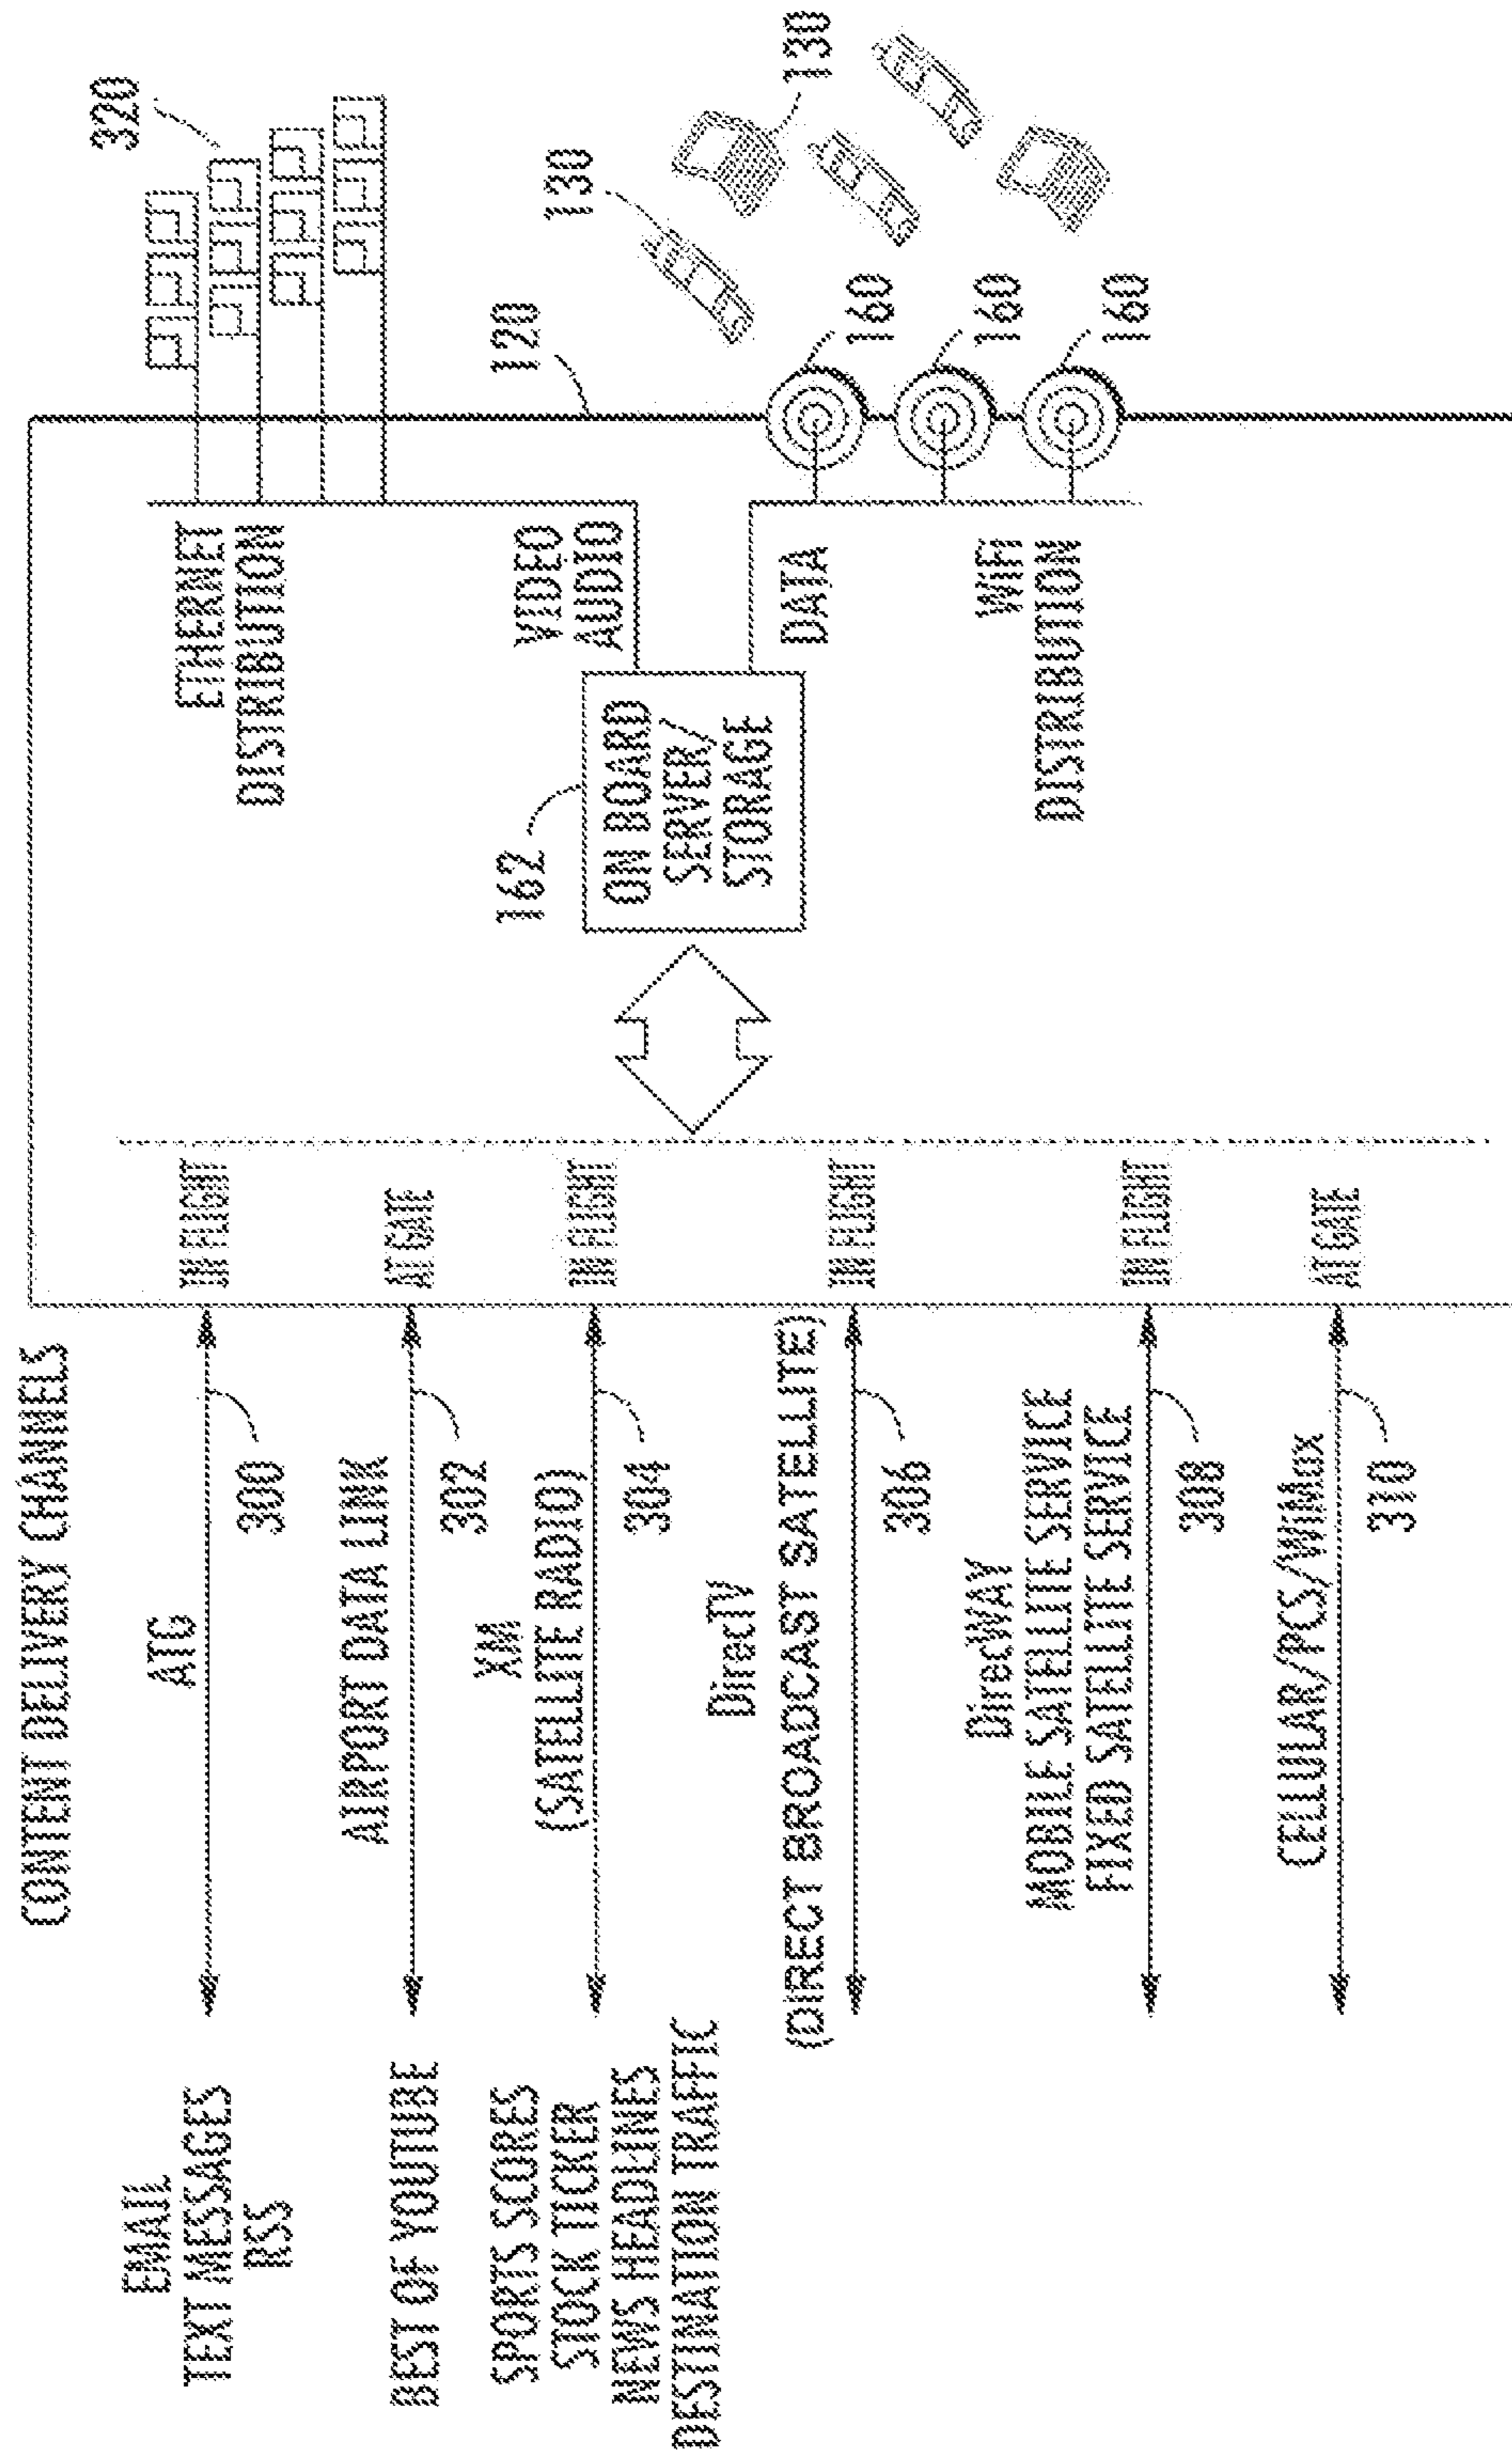 CONTENT DELIVERY CHANNELS
EMAIL
TEXT MESSAGES
RSS
ATG
300
IN FLIGHT
BEST OF YOUTUBE
AIRPORT DATA LINK
302
AT GATE
SPORTS SCORES
STOCK TICKER
NEWS HEADLINES
DESTINATION TRAFFIC
XM
(SATELLITE RADIO)
304
IN FLIGHT
DirecTV
(DIRECT BROADCAST SATELLITE)
306
IN FLIGHT
DirecWAY
MOBILE SATELLITE SERVICE
FIXED SATELLITE SERVICE
308
IN FLIGHT
CELLULAR/PCS/WiMax
310
AT GATE
162
ON BOARD
SERVER/
STORAGE
ETHERNET
DISTRIBUTION
VIDEO
AUDIO
DATA
WiFi
DISTRIBUTION
320
120
130
130
160
160
160